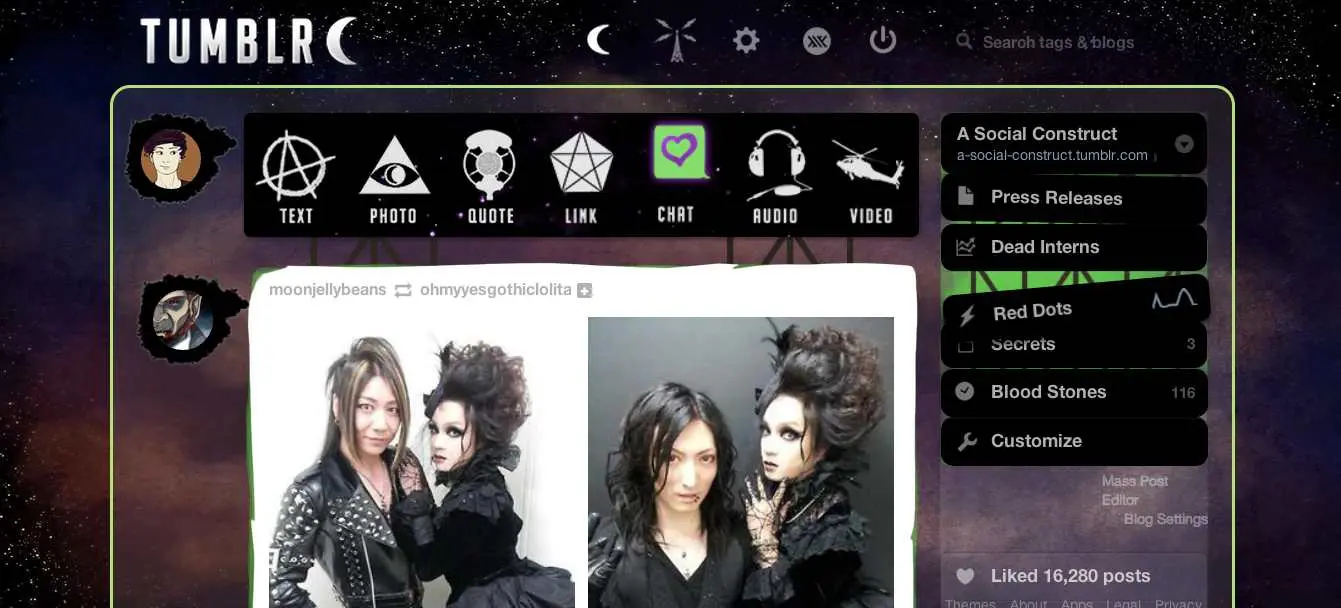 TUMBLR
Search tags & blogs
TEXT PHOTO QUOTE LINK CHAT AUDIO VIDEO
A Social Construct
a-social-construct.tumblr.com
Press Releases
Dead Interns
Red Dots
Secrets 3
Blood Stones 116
Customize
Mass Post
Editor
Blog Settings
Liked 16,280 posts
Themes About Apps Legal Privacy
moonjellybeans ohmyyesgothiclolita